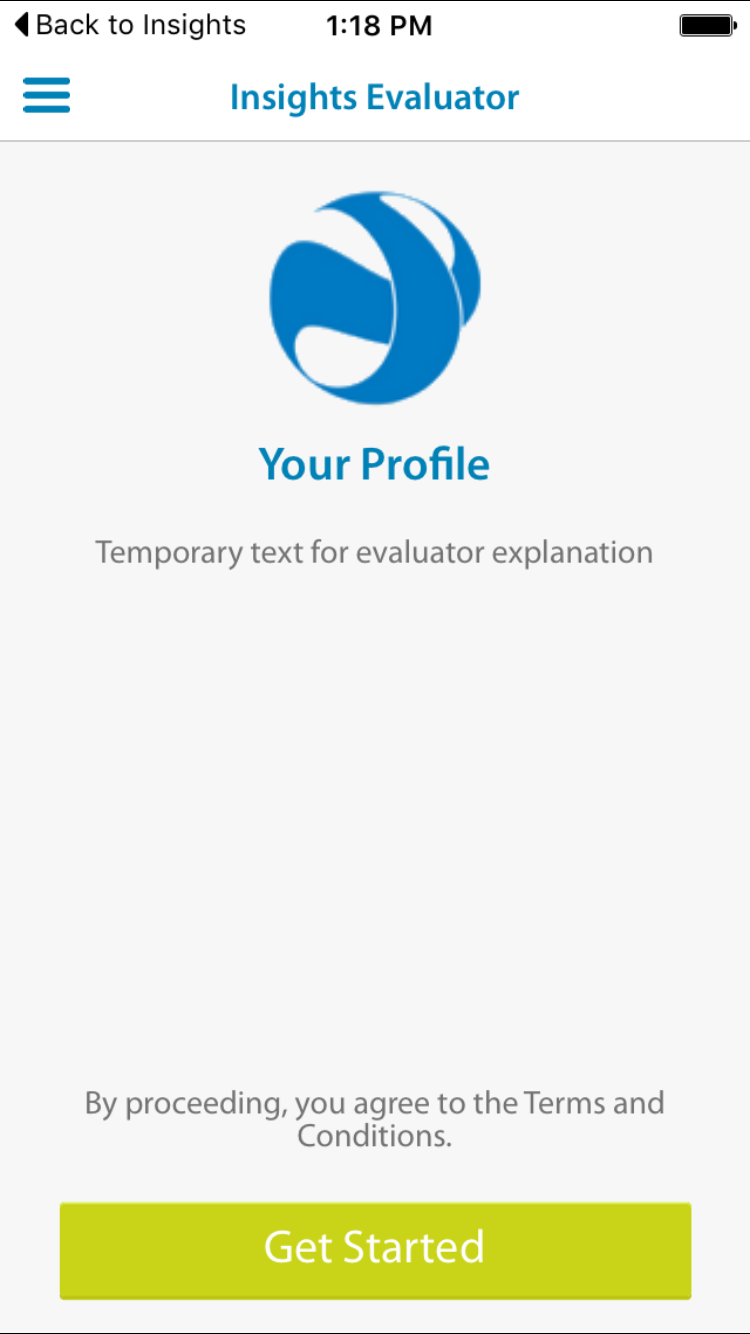 Back to Insights
1:18 PM
Insights Evaluator
Your Profile
Temporary text for evaluator explanation
By proceeding, you agree to the Terms and
Conditions.
Get Started